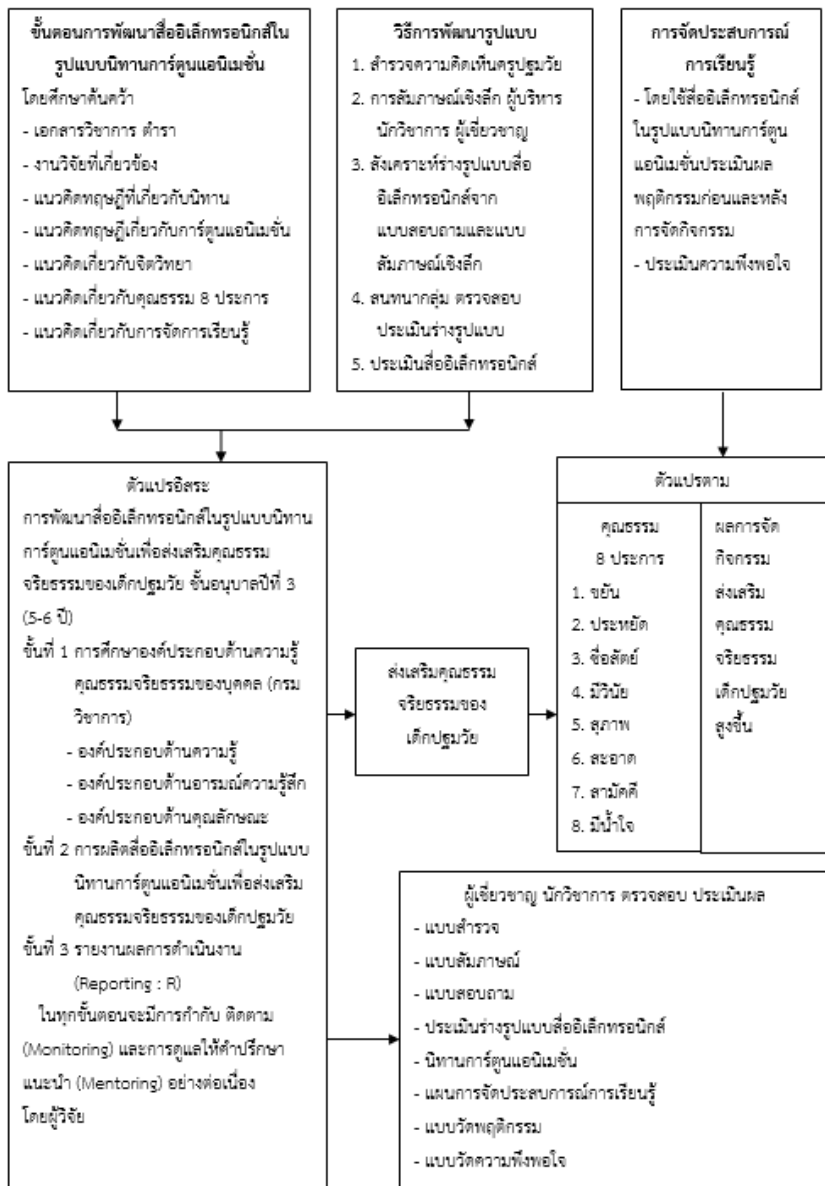 ขั้นตอนการพัฒนาสื่ออิเล็กทรอนิกส์ใน
รูปแบบนิทานการ์ตูนแอนิเมชั่น
โดยศึกษาค้นคว้า
- เอกสารวิชาการ ตำรา
- งานวิจัยที่เกี่ยวข้อง
- แนวคิดทฤษฎีที่เกี่ยวกับนิทาน
- แนวคิดทฤษฎีเกี่ยวกับการ์ตูนแอนิเมชั่น
- แนวคิดเกี่ยวกับจิตวิทยา
- แนวคิดเกี่ยวกับคุณธรรม 8 ประการ
- แนวคิดเกี่ยวกับการจัดการเรียนรู้
วิธีการพัฒนารูปแบบ
1. สำรวจความคิดเห็นครูปฐมวัย
2. การสัมภาษณ์เชิงลึก ผู้บริหาร
นักวิชาการ ผู้เชี่ยวชาญ
3. สังเคราะห์ร่างรูปแบบสื่อ
อิเล็กทรอนิกส์จาก
แบบสอบถามและแบบ
สัมภาษณ์เชิงลึก
4. สนทนากลุ่ม ตรวจสอบ
ประเมินร่างรูปแบบ
5. ประเมินสื่ออิเล็กทรอนิกส์
การจัดประสบการณ์
การเรียนรู้
- โดยใช้สื่ออิเล็กทรอนิกส์
ในรูปแบบนิทานการ์ตูน
แอนิเมชั่นประเมินผล
พฤติกรรมก่อนและหลัง
การจัดกิจกรรม
- ประเมินความพึงพอใจ
ตัวแปรอิสระ
การพัฒนาสื่ออิเล็กทรอนิกส์ในรูปแบบนิทาน
การ์ตูนแอนิเมชั่นเพื่อส่งเสริมคุณธรรม
จริยธรรมของเด็กปฐมวัย ชั้นอนุบาลปีที่ 3
(5-6 ปี)
ขั้นที่ 1 การศึกษาองค์ประกอบด้านความรู้
คุณธรรมจริยธรรมของบุคคล (กรม
วิชาการ)
- องค์ประกอบด้านความรู้
- องค์ประกอบด้านอารมณ์ความรู้สึก
- องค์ประกอบด้านคุณลักษณะ
ขั้นที่ 2 การผลิตสื่ออิเล็กทรอนิกส์ในรูปแบบ
นิทานการ์ตูนแอนิเมชั่นเพื่อส่งเสริม
คุณธรรมจริยธรรมของเด็กปฐมวัย
ขั้นที่ 3 รายงานผลการดำเนินงาน
(Reporting : R)
ในทุกขั้นตอนจะมีการกำกับ ติดตาม
(Monitoring) และการดูแลให้คำปรึกษา
แนะนำ (Mentoring) อย่างต่อเนื่อง
โดยผู้วิจัย
ส่งเสริมคุณธรรม
จริยธรรมของ
เด็กปฐมวัย
ตัวแปรตาม
คุณธรรม
8 ประการ
1. ขยัน
2. ประหยัด
3. ซื่อสัตย์
4. มีวินัย
5. สุภาพ
6. สะอาด
7. สามัคคี
8. มีน้ำใจ
ผลการจัด
กิจกรรม
ส่งเสริม
คุณธรรม
จริยธรรม
เด็กปฐมวัย
สูงขึ้น
ผู้เชี่ยวชาญ นักวิชาการ ตรวจสอบ ประเมินผล
- แบบสำรวจ
- แบบสัมภาษณ์
- แบบสอบถาม
- ประเมินร่างรูปแบบสื่ออิเล็กทรอนิกส์
- นิทานการ์ตูนแอนิเมชั่น
- แผนการจัดประสบการณ์การเรียนรู้
- แบบวัดพฤติกรรม
- แบบวัดความพึงพอใจ